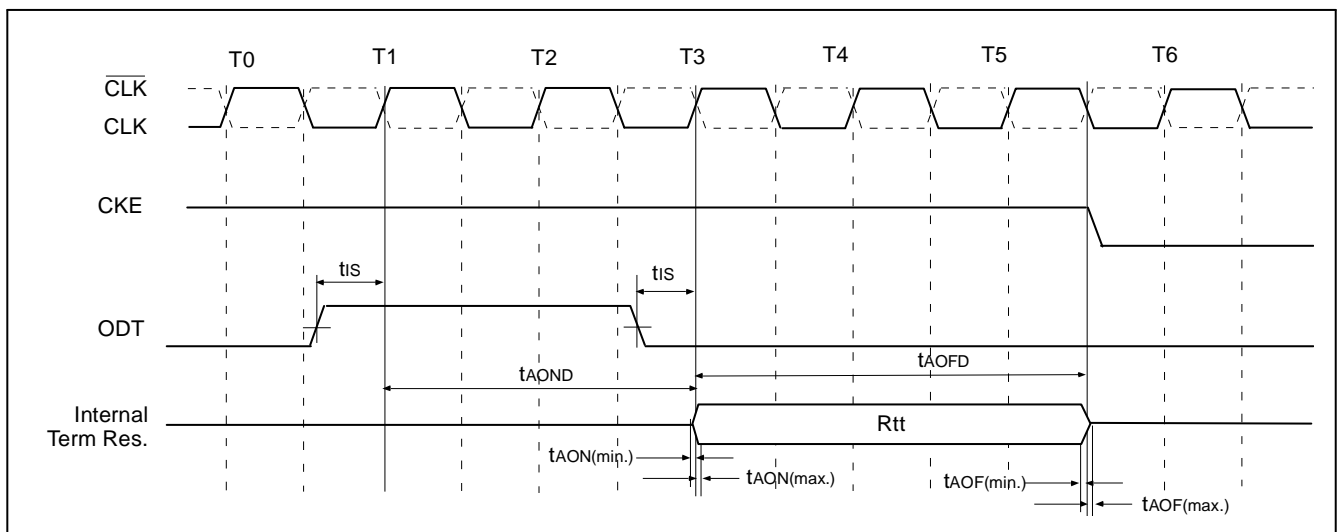 T0 T1 T2 T3 T4 T5 T6
CLK
CLK
CKE
tIS tIS
ODT
tAOND tAOFD
Internal
Term Res.
Rtt
tAON(min.)
tAON(max.)
tAOF(min.)
tAOF(max.)